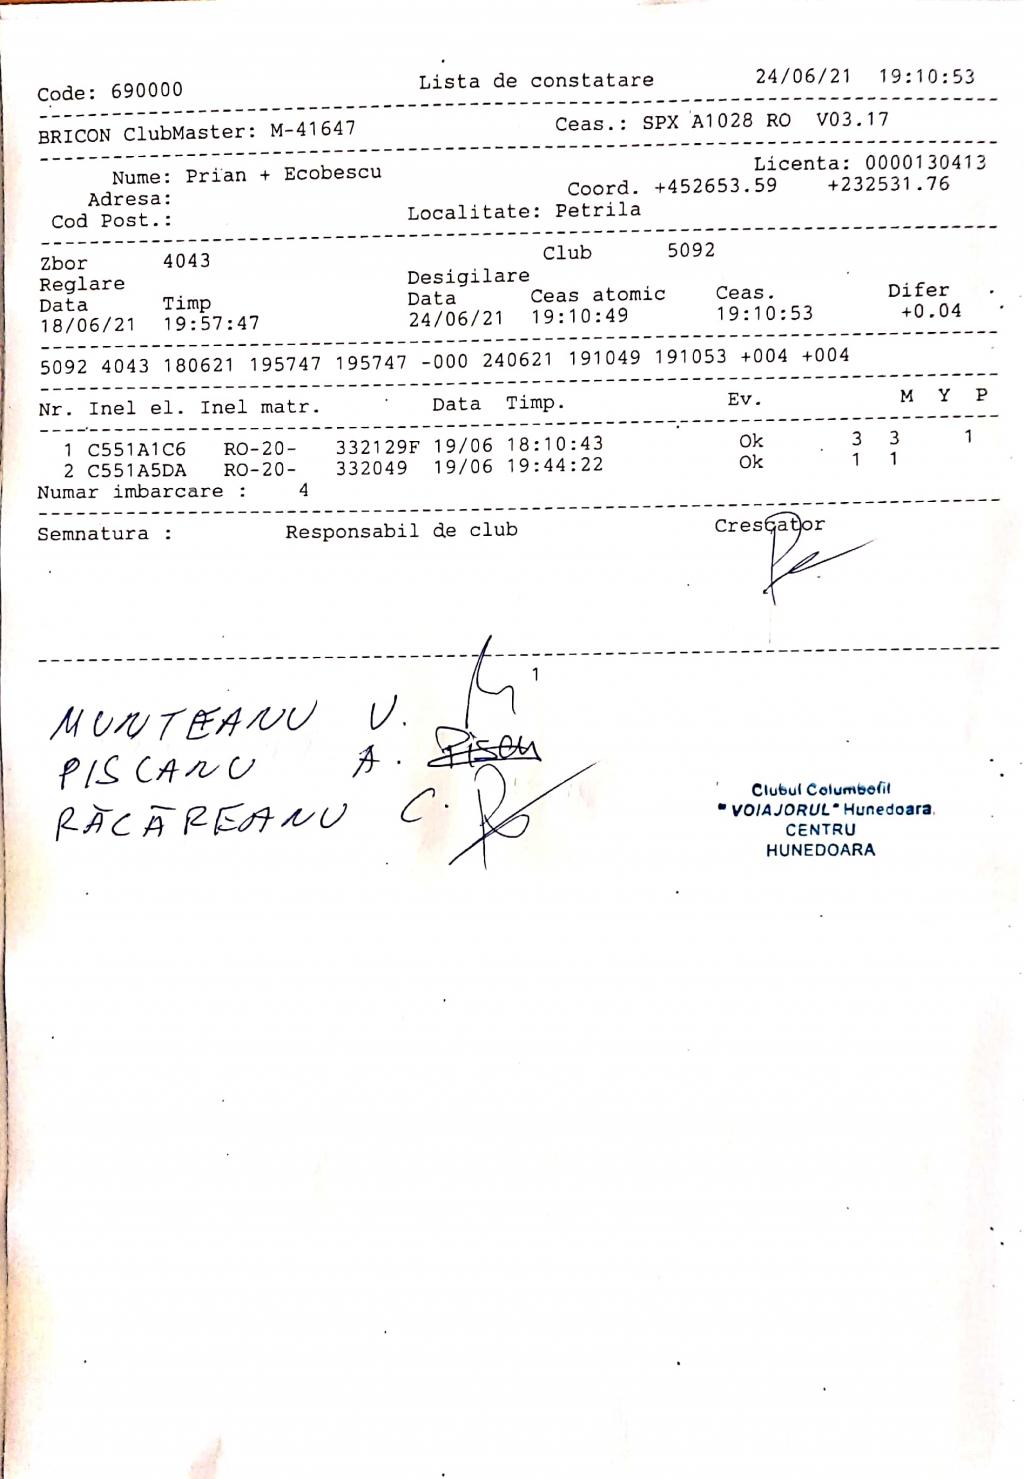 Code: 690000 Lista de constatare 24/06/21 19:10:53
BRICON ClubMaster: M-41647 Ceas.: SPX A1028 RO V03.17
Nume: Prian + Ecobescu Licenta: 0000130413
Adresa: Coord. +452653.59 +232531.76
Cod Post.: Localitate: Petrila
Zbor 4043 Club 5092
Reglare Desigilare
Data Timp Data Ceas atomic Ceas. Difer
18/06/21 19:57:47 24/06/21 19:10:49 19:10:53 +0.04
5092 4043 180621 195747 195747 -000 240621 191049 191053 +004 +004
Nr. Inel el. Inel matr. Data Timp. Ev. M Y P
1 C551A1C6 RO-20- 332129F 19/06 18:10:43 Ok 3 3 1
2 C551A5DA RO-20- 332049 19/06 19:44:22 Ok 1 1
Numar imbarcare : 4
Semnatura : Responsabil de club Crescator
1
MUNTEANU V.
PISCANU A. Piscu
RĂCĂREANU C.
Clubul Columbofil
"VOIAJORUL" Hunedoara
CENTRU
HUNEDOARA